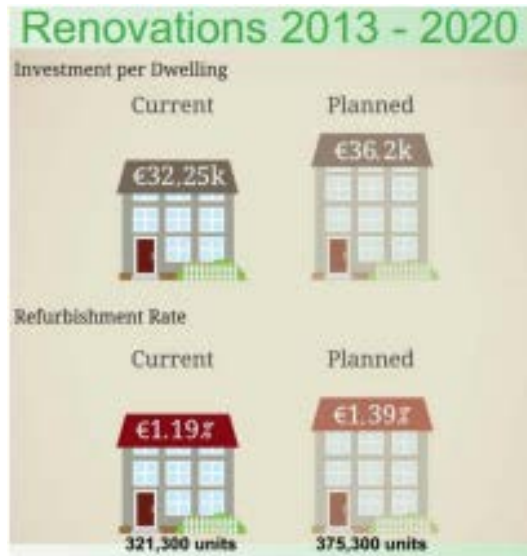 Renovations 2013 - 2020
Investment per Dwelling
Current Planned
€32,25k €36,2k
Refurbishment Rate
Current Planned
€1,19% €1,39%
321,300 units 375,300 units